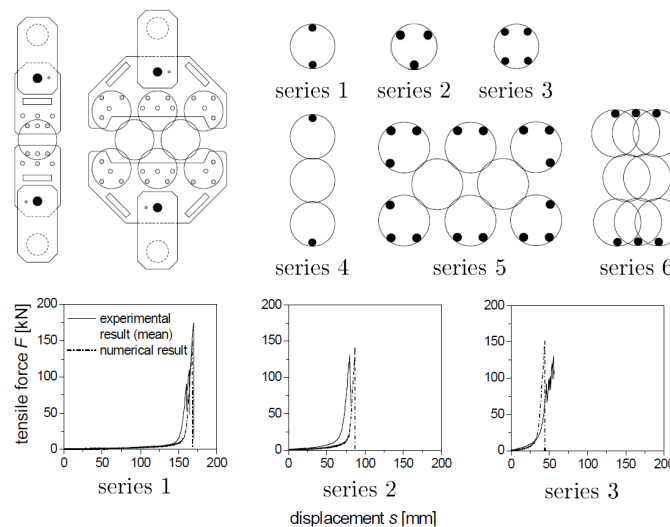 series 1
series 2
series 3
series 4
series 5
series 6
200
150
100
50
0
tensile force F [kN]
experimental
result (mean)
numerical result
0 50 100 150 200
series 1
200
150
100
50
0
0 50 100 150 200
series 2
200
150
100
50
0
0 50 100 150 200
series 3
displacement s [mm]